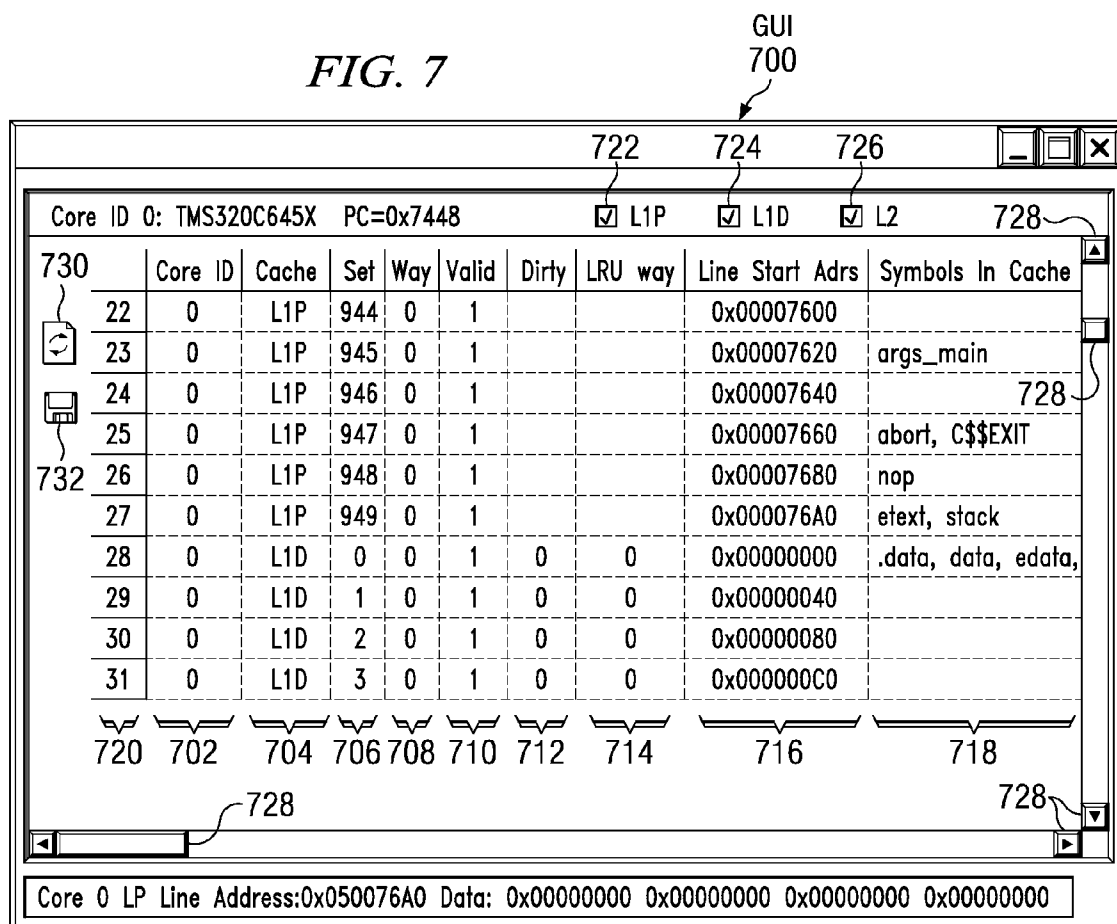 GUI
700
FIG. 7
722 724 726
Core ID 0: TMS320C645X PC=0x7448 L1P L1D L2 728
730 Core ID Cache Set Way Valid Dirty LRU way Line Start Adrs Symbols In Cache
22 0 L1P 944 0 1 0x00007600
23 0 L1P 945 0 1 0x00007620 args_main
24 0 L1P 946 0 1 0x00007640 728
25 0 L1P 947 0 1 0x00007660 abort, C$$EXIT
732 26 0 L1P 948 0 1 0x00007680 nop
27 0 L1P 949 0 1 0x000076A0 etext, stack
28 0 L1D 0 0 1 0 0 0x00000000 .data, data, edata,
29 0 L1D 1 0 1 0 0 0x00000040
30 0 L1D 2 0 1 0 0 0x00000080
31 0 L1D 3 0 1 0 0 0x000000C0
720 702 704 706 708 710 712 714 716 718
728 728
Core 0 LP Line Address:0x050076A0 Data: 0x00000000 0x00000000 0x00000000 0x00000000